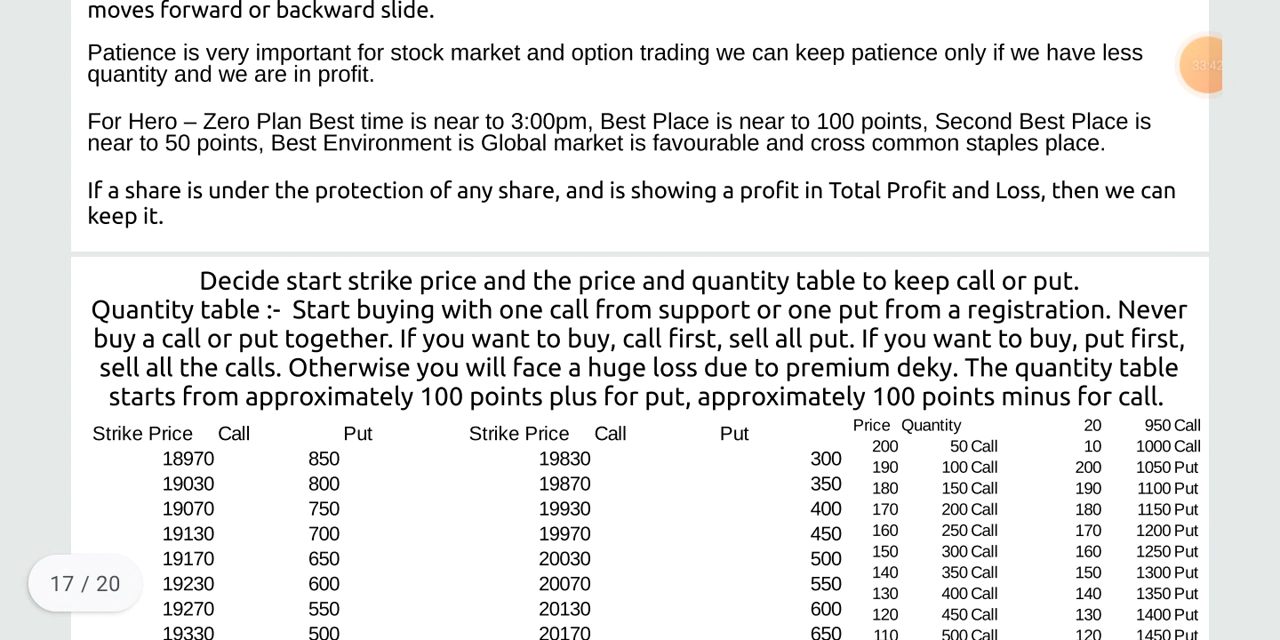 moves forward or backward slide.
Patience is very important for stock market and option trading we can keep patience only if we have less
quantity and we are in profit.
33:42
For Hero – Zero Plan Best time is near to 3:00pm, Best Place is near to 100 points, Second Best Place is
near to 50 points, Best Environment is Global market is favourable and cross common staples place.
If a share is under the protection of any share, and is showing a profit in Total Profit and Loss, then we can
keep it.
Decide start strike price and the price and quantity table to keep call or put.
Quantity table :- Start buying with one call from support or one put from a registration. Never
buy a call or put together. If you want to buy, call first, sell all put. If you want to buy, put first,
sell all the calls. Otherwise you will face a huge loss due to premium deky. The quantity table
starts from approximately 100 points plus for put, approximately 100 points minus for call.
Strike Price Call Put Strike Price Call Put
18970 850 19830 300
19030 800 19870 350
19070 750 19930 400
19130 700 19970 450
19170 650 20030 500
19230 600 20070 550
19270 550 20130 600
19330 500 20170 650
Price Quantity 20 950 Call
200 50 Call 10 1000 Call
190 100 Call 200 1050 Put
180 150 Call 190 1100 Put
170 200 Call 180 1150 Put
160 250 Call 170 1200 Put
150 300 Call 160 1250 Put
140 350 Call 150 1300 Put
130 400 Call 140 1350 Put
120 450 Call 130 1400 Put
110 500 Call 120 1450 Put
17 / 20